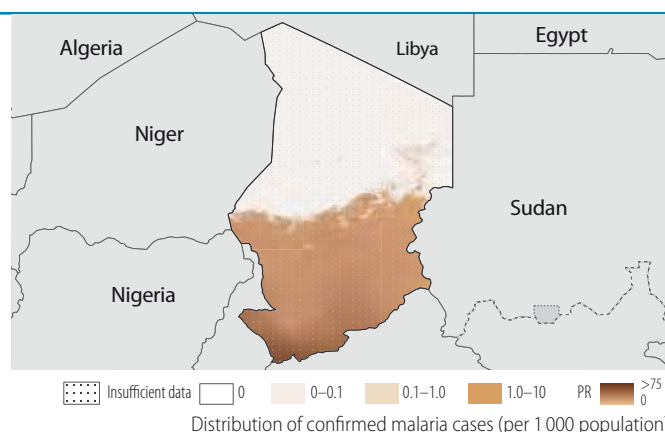 Algeria
Libya
Egypt
Niger
Sudan
Nigeria
Insufficient data 0 0–0.1 0.1–1.0 1.0–10 PR >75
0
Distribution of confirmed malaria cases (per 1 000 population)